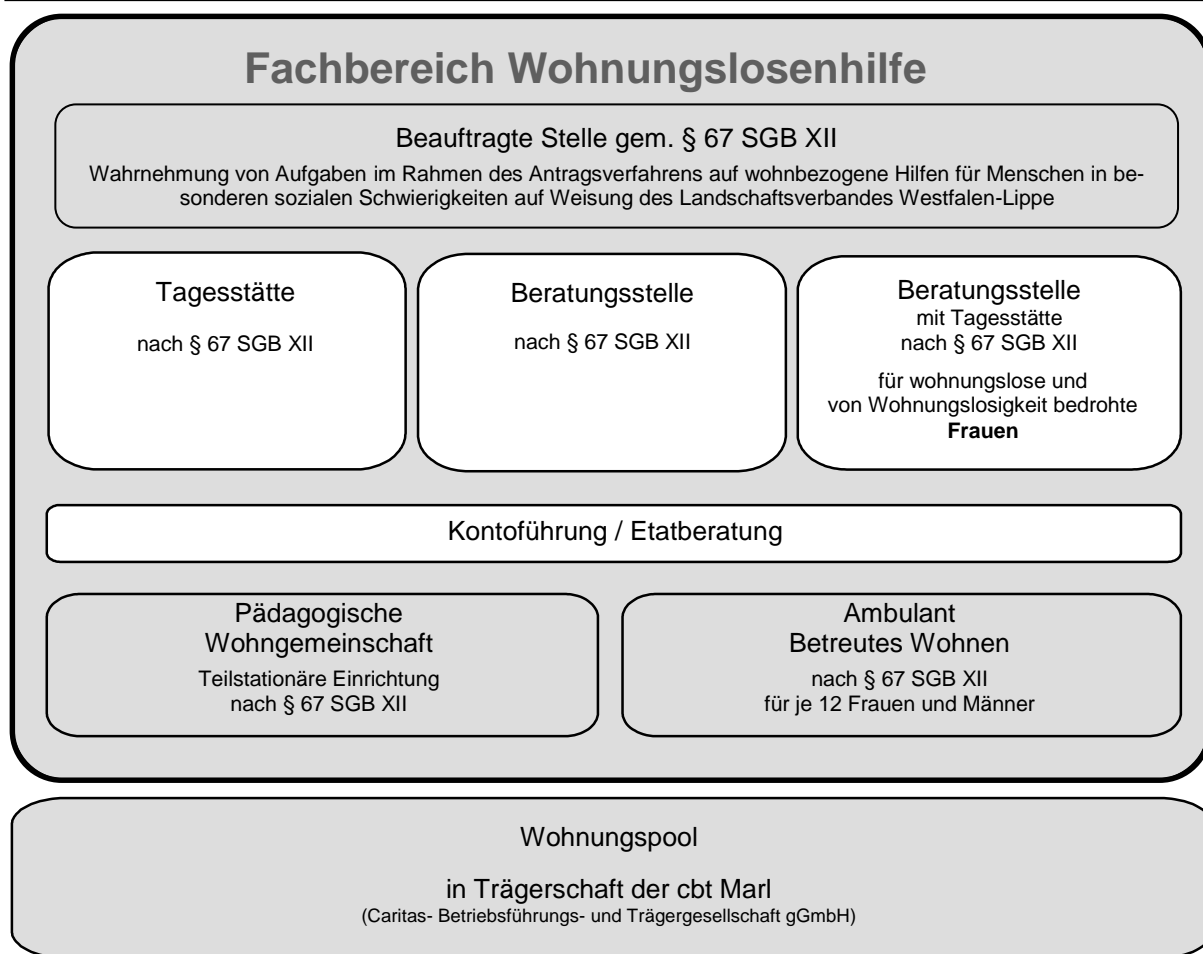 Fachbereich Wohnungslosenhilfe
Beauftragte Stelle gem. § 67 SGB XII
Wahrnehmung von Aufgaben im Rahmen des Antragsverfahrens auf wohnbezogene Hilfen für Menschen in be-
sonderen sozialen Schwierigkeiten auf Weisung des Landschaftsverbandes Westfalen-Lippe
Tagesstätte
nach § 67 SGB XII
Beratungsstelle
nach § 67 SGB XII
Beratungsstelle
mit Tagesstätte
nach § 67 SGB XII
für wohnungslose und
von Wohnungslosigkeit bedrohte
Frauen
Kontoführung / Etatberatung
Pädagogische
Wohngemeinschaft
Teilstationäre Einrichtung
nach § 67 SGB XII
Ambulant
Betreutes Wohnen
nach § 67 SGB XII
für je 12 Frauen und Männer
Wohnungspool
in Trägerschaft der cbt Marl
(Caritas- Betriebsführungs- und Trägergesellschaft gGmbH)